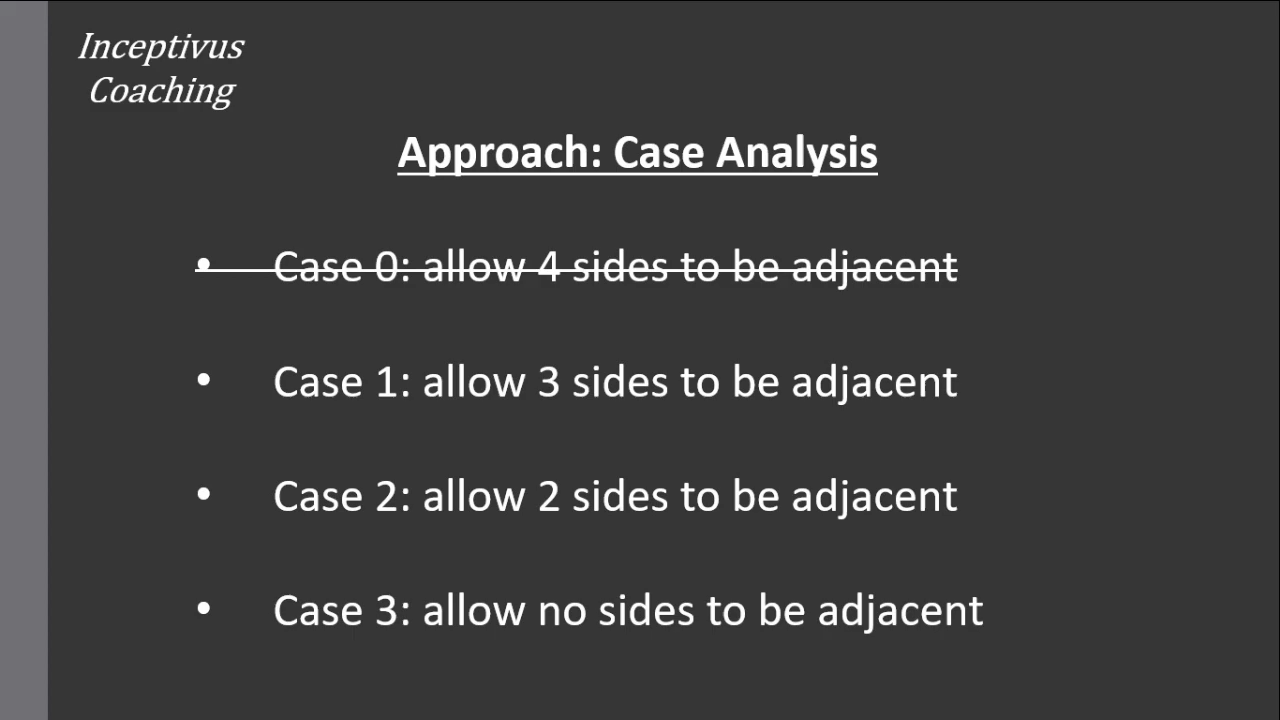 Inceptivus
Coaching
Approach: Case Analysis
• Case 0: allow 4 sides to be adjacent
• Case 1: allow 3 sides to be adjacent
• Case 2: allow 2 sides to be adjacent
• Case 3: allow no sides to be adjacent